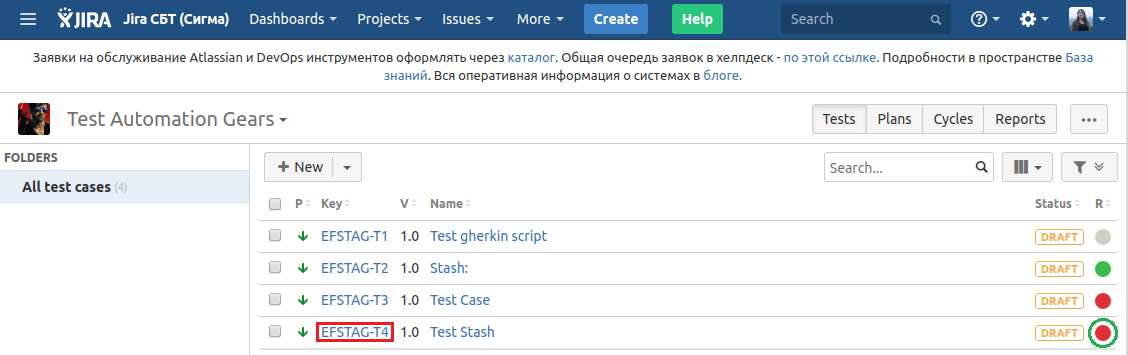 JIRA Jira СБТ (Сигма) Dashboards Projects Issues More Create Help Search
Заявки на обслуживание Atlassian и DevOps инструментов оформлять через каталог. Общая очередь заявок в хелпдеск - по этой ссылке. Подробности в пространстве База
знаний. Вся оперативная информация о системах в блоге.
Test Automation Gears Tests Plans Cycles Reports ...
FOLDERS
All test cases (4)
+ New Search...
P Key V Name Status R
EFSTAG-T1 1.0 Test gherkin script DRAFT
EFSTAG-T2 1.0 Stash: DRAFT
EFSTAG-T3 1.0 Test Case DRAFT
EFSTAG-T4 1.0 Test Stash DRAFT